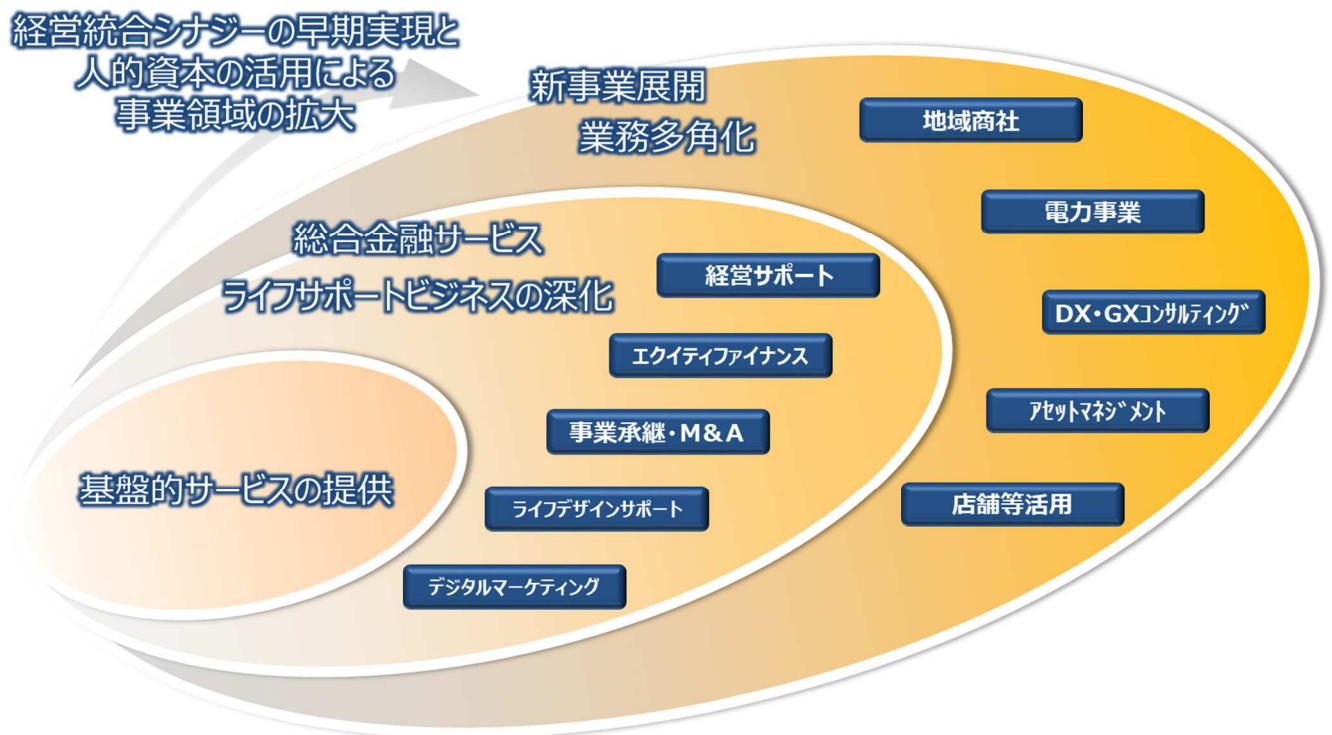 経営統合シナジーの早期実現と
人的資本の活用による
事業領域の拡大
新事業展開
業務多角化
地域商社
電力事業
DX・GXｺﾝｻﾙﾃｨﾝｸﾞ
ｱｾｯﾄﾏﾈｼﾞﾒﾝﾄ
店舗等活用
総合金融サービス
ライフサポートビジネスの深化
経営サポート
エクイティファイナンス
事業承継・M&A
ライフデザインサポート
デジタルマーケティング
基盤的サービスの提供